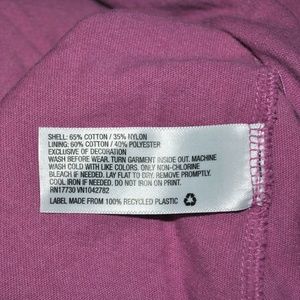 SHELL: 65% COTTON / 35% NYLON
LINING: 60% COTTON / 40% POLYESTER
EXCLUSIVE OF DECORATION
WASH BEFORE WEAR. TURN GARMENT INSIDE OUT. MACHINE
WASH COLD WITH LIKE COLORS. ONLY NON-CHLORINE
BLEACH IF NEEDED. LAY FLAT TO DRY. REMOVE PROMPTLY.
COOL IRON IF NEEDED. DO NOT IRON ON PRINT.
RN17730 VN1042782
LABEL MADE FROM 100% RECYCLED PLASTIC